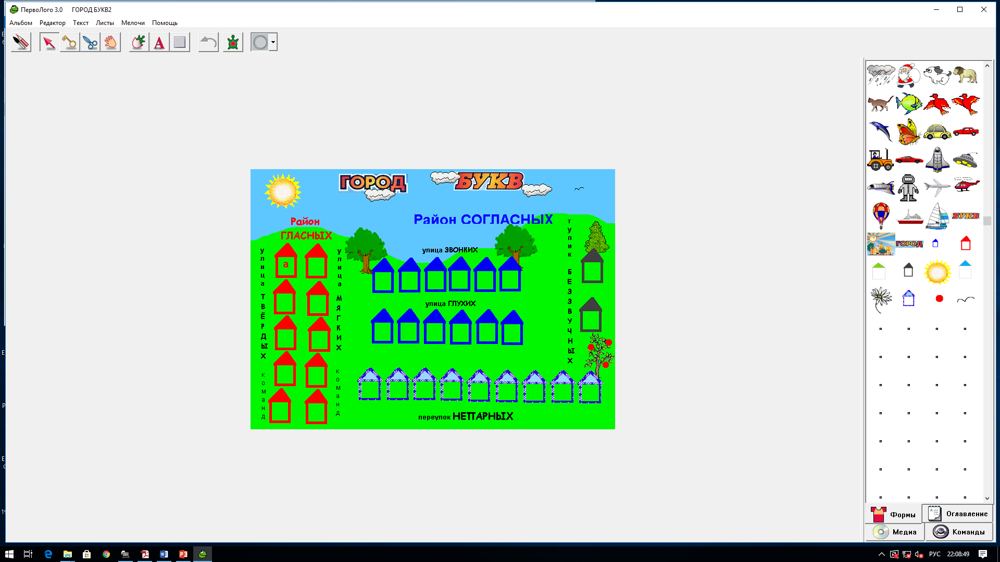 ПервоЛого 3.0 ГОРОД БУКВ2
Альбом Редактор Текст Листы Мелочи Помощь
ГОРОД БУКВ
Район СОГЛАСНЫХ
Район
ГЛАСНЫХ
улица ТВЁРДЫХ команд
а
улица МЯГКИХ команд
улица ЗВОНКИХ
улица ГЛУХИХ
переулок НЕПАРНЫХ
тупик БЕЗЗВУЧНЫХ
БУКВ
ГОРОД
Формы Оглавление
Медиа Команды
РУС 22:08:49